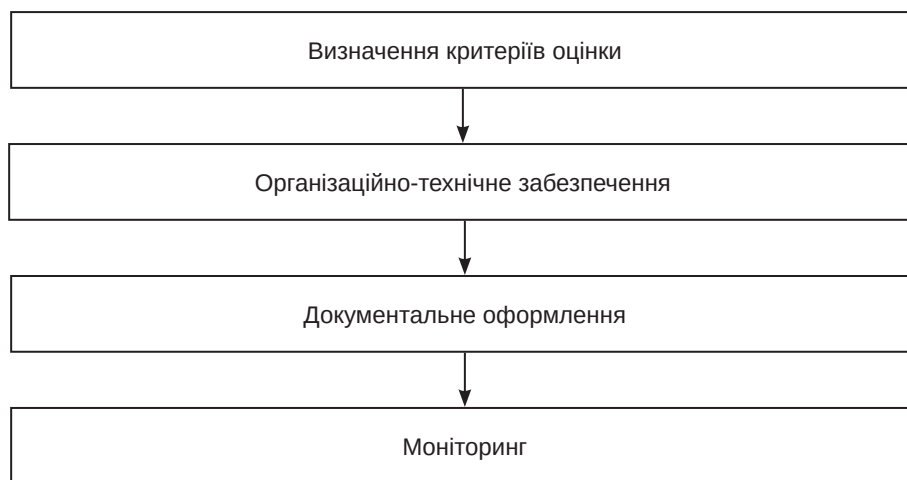 Визначення критеріїв оцінки
Організаційно-технічне забезпечення
Документальне оформлення
Моніторинг